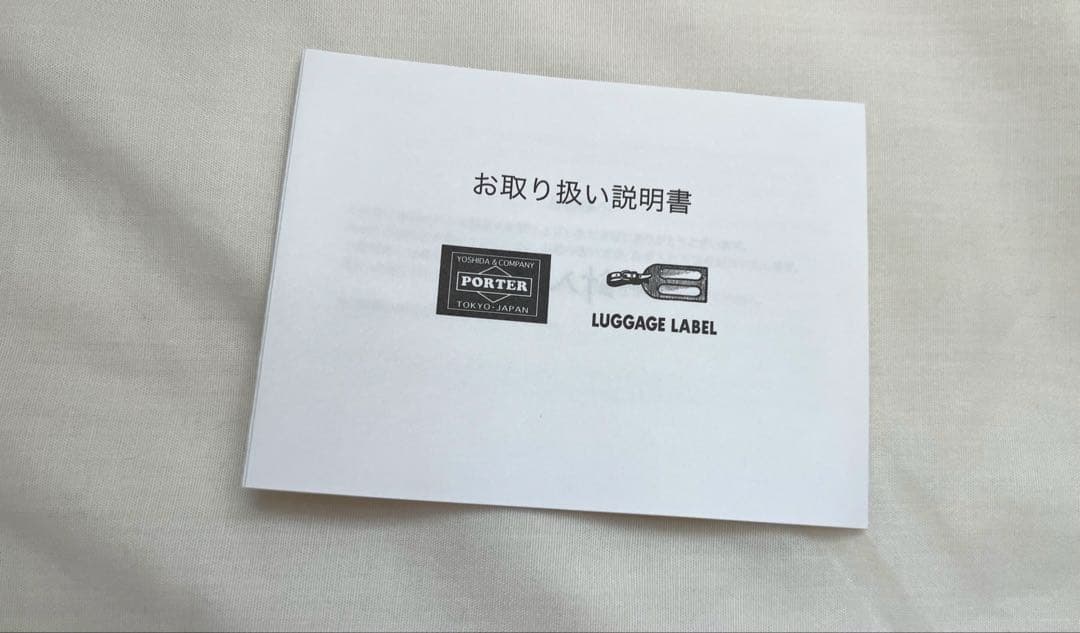 お取り扱い説明書
YOSHIDA & COMPANY
PORTER
TOKYO-JAPAN
LUGGAGE LABEL